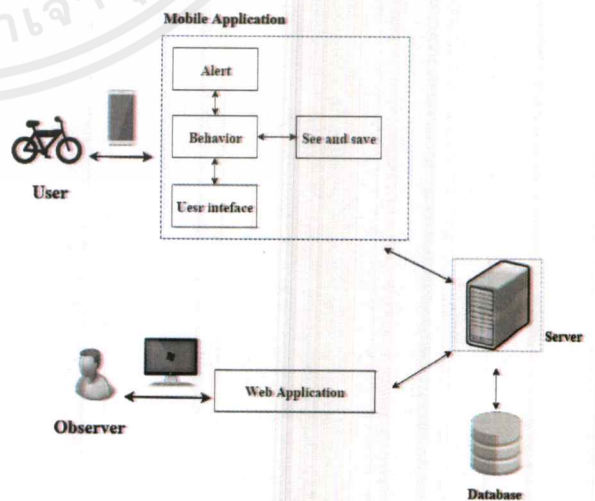 Mobile Application
Alert
Behavior
See and save
Uesr inteface
User
Server
Web Application
Observer
Database